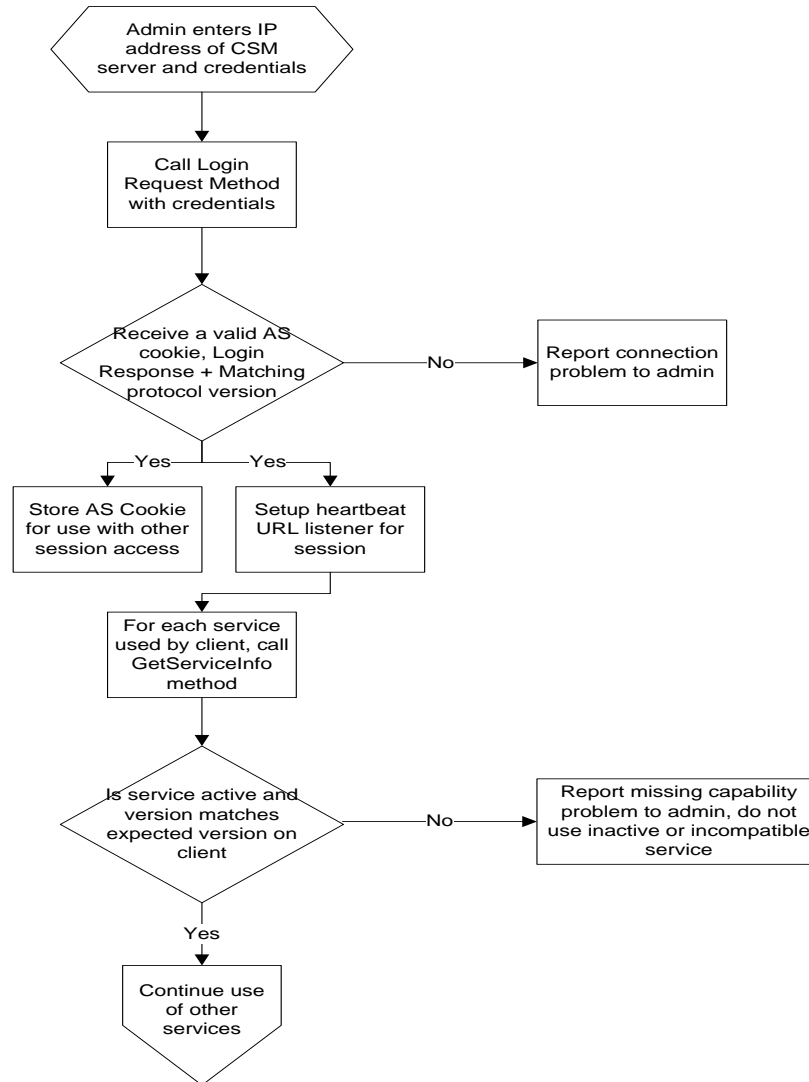 Admin enters IP
address of CSM
server and credentials
Call Login
Request Method
with credentials
Receive a valid AS
cookie, Login
Response + Matching
protocol version
No
Report connection
problem to admin
Yes
Yes
Store AS Cookie
for use with other
session access
Setup heartbeat
URL listener for
session
For each service
used by client, call
GetServiceInfo
method
Is service active and
version matches
expected version on
client
No
Report missing capability
problem to admin, do not
use inactive or incompatible
service
Yes
Continue use
of other
services